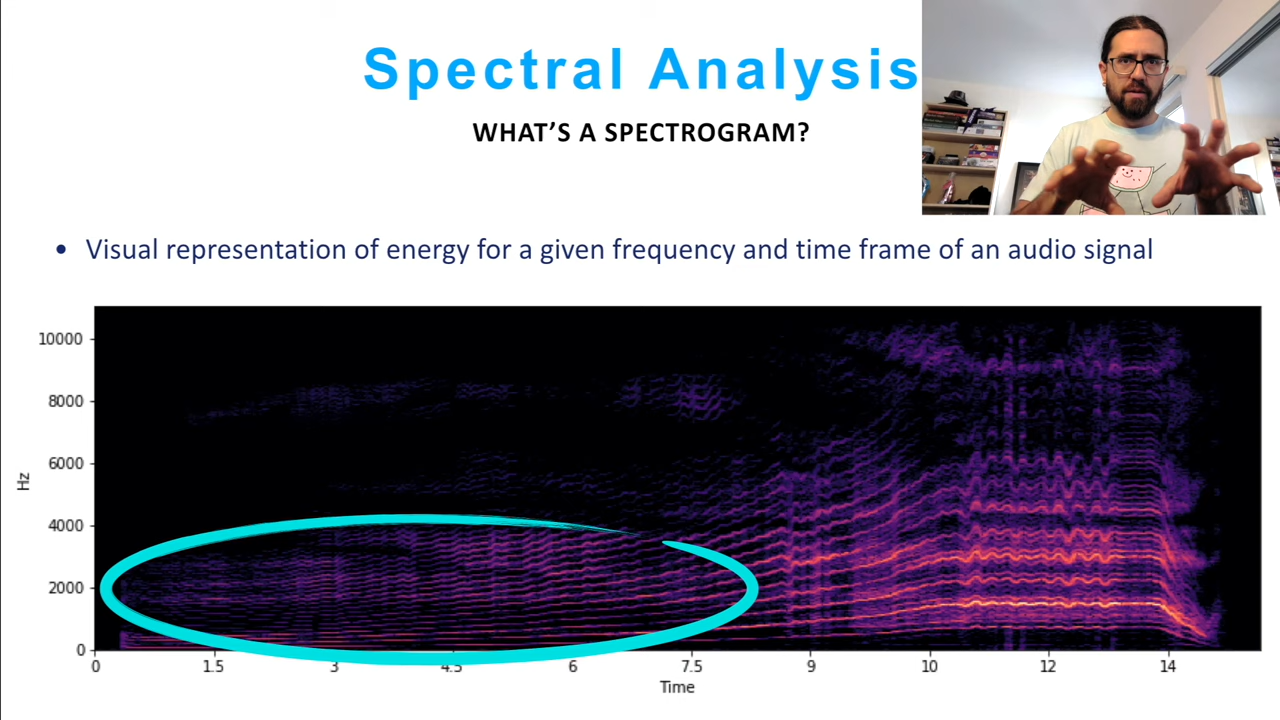 Spectral Analysis
WHAT'S A SPECTROGRAM?
• Visual representation of energy for a given frequency and time frame of an audio signal
10000
8000
6000
4000
2000
0
Hz
0 1.5 3 4.5 6 7.5 9 10 12 14
Time